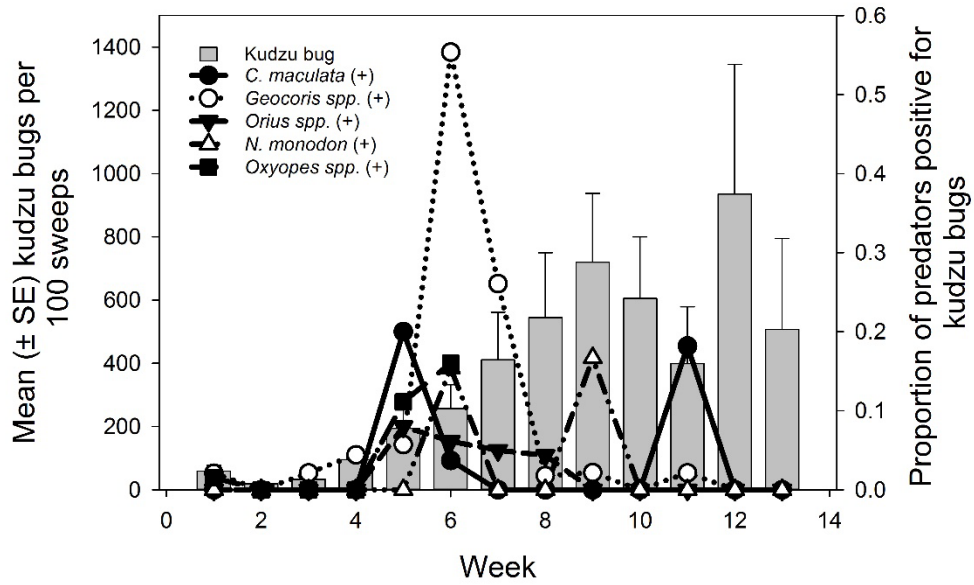 Mean (± SE) kudzu bugs per
100 sweeps
1400
1200
1000
800
600
400
200
0
Kudzu bug
C. maculata (+)
Geocoris spp. (+)
Orius spp. (+)
N. monodon (+)
Oxyopes spp. (+)
0.6
0.5
0.4
0.3
0.2
0.1
0.0
Proportion of predators positive for
kudzu bugs
0 2 4 6 8 10 12 14
Week